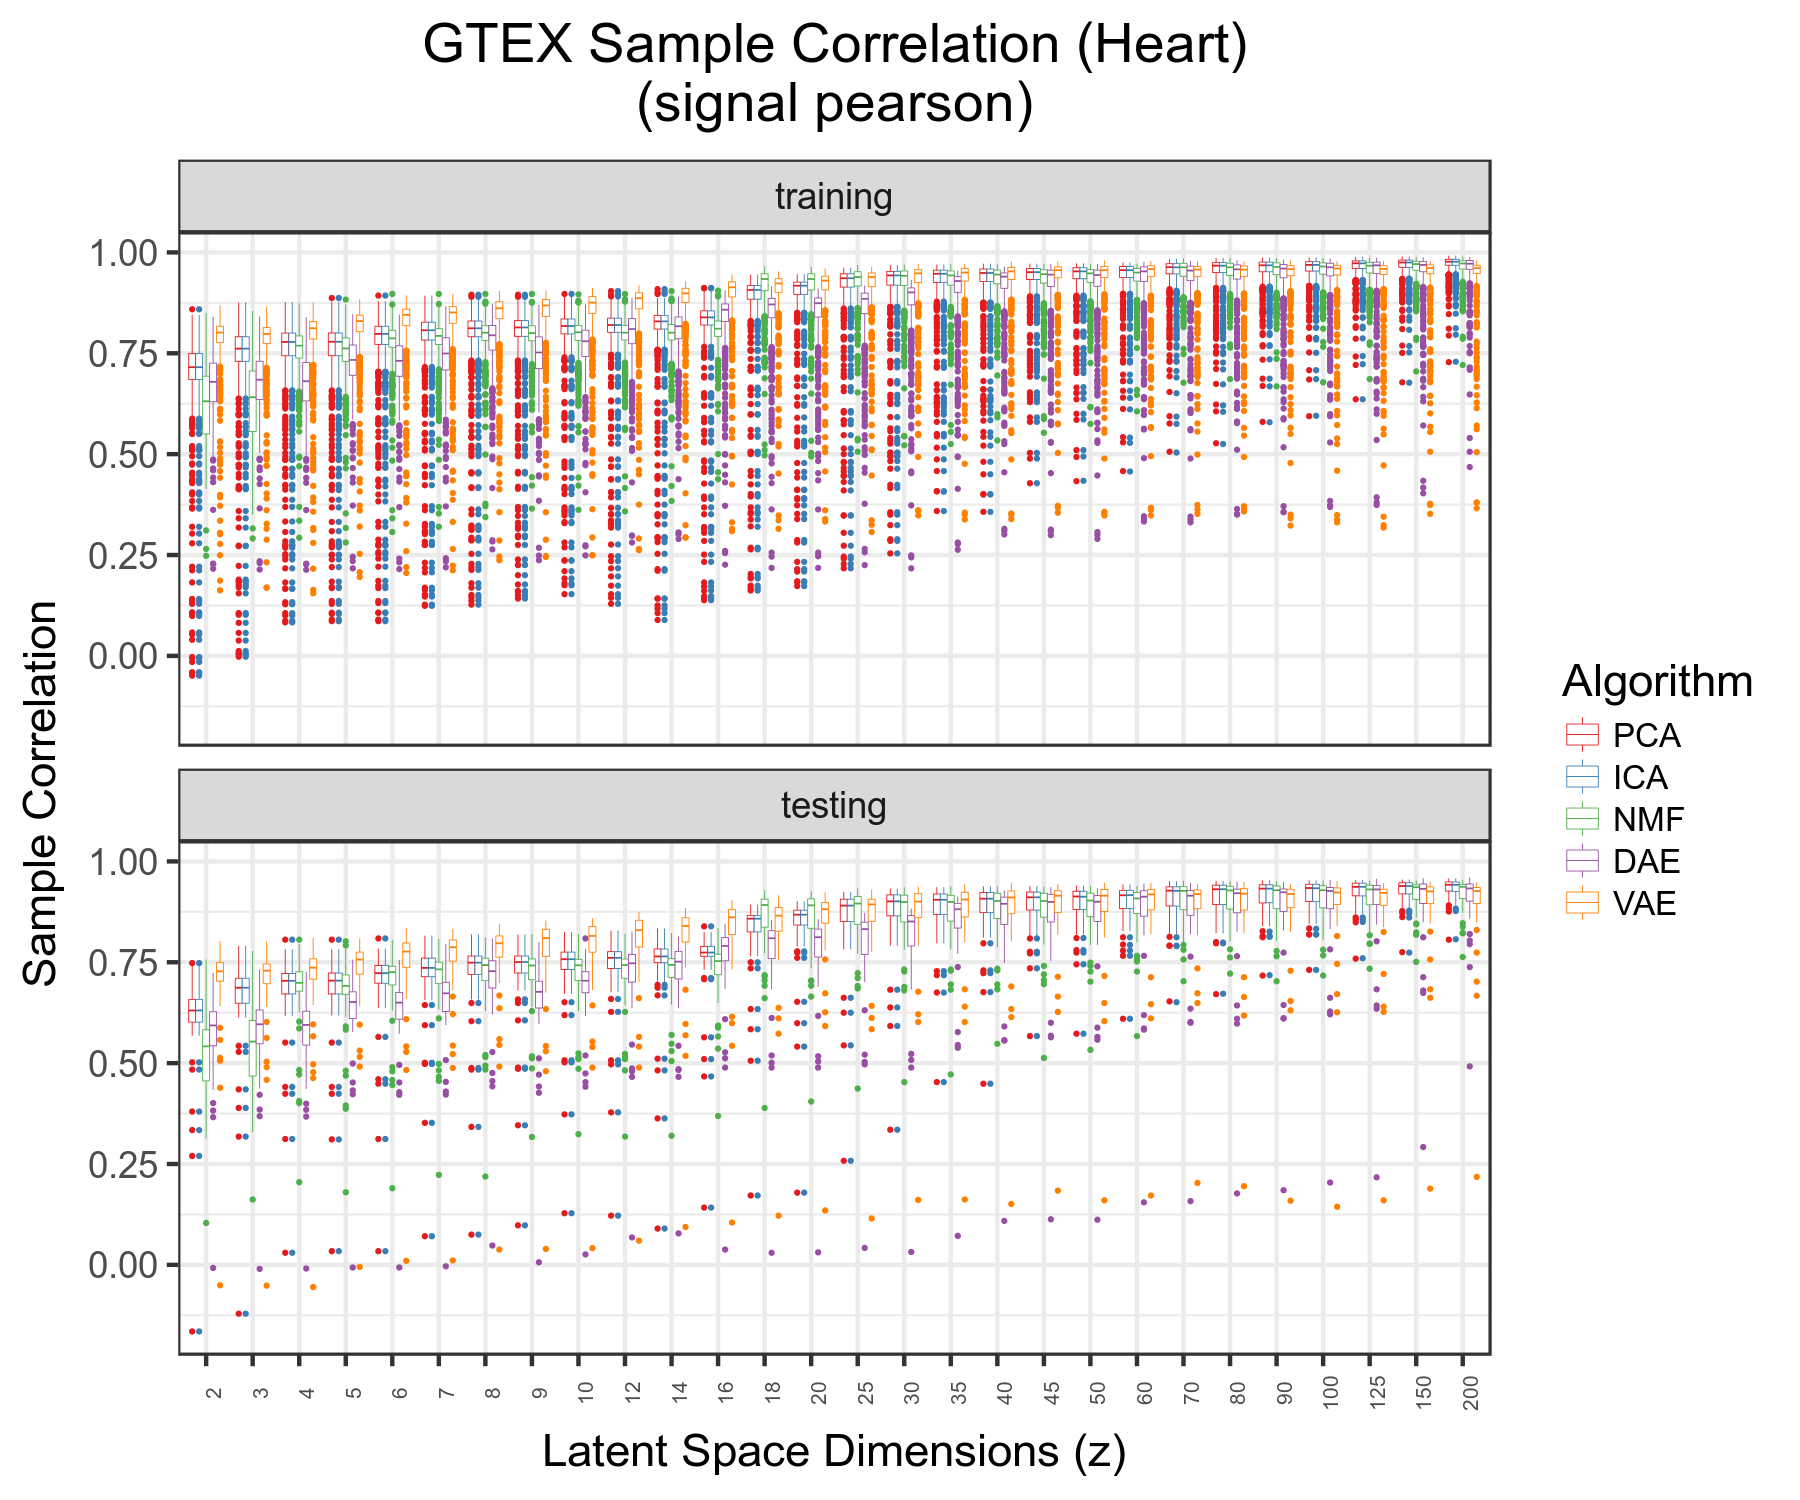 GTEX Sample Correlation (Heart)
(signal pearson)
training
1.00
0.75
0.50
0.25
0.00
testing
1.00
0.75
0.50
0.25
0.00
Sample Correlation
2 3 4 5 6 7 8 9 10 12 14 16 18 20 25 30 35 40 45 50 60 70 80 90 100 125 150 200
Latent Space Dimensions (z)
Algorithm
PCA
ICA
NMF
DAE
VAE